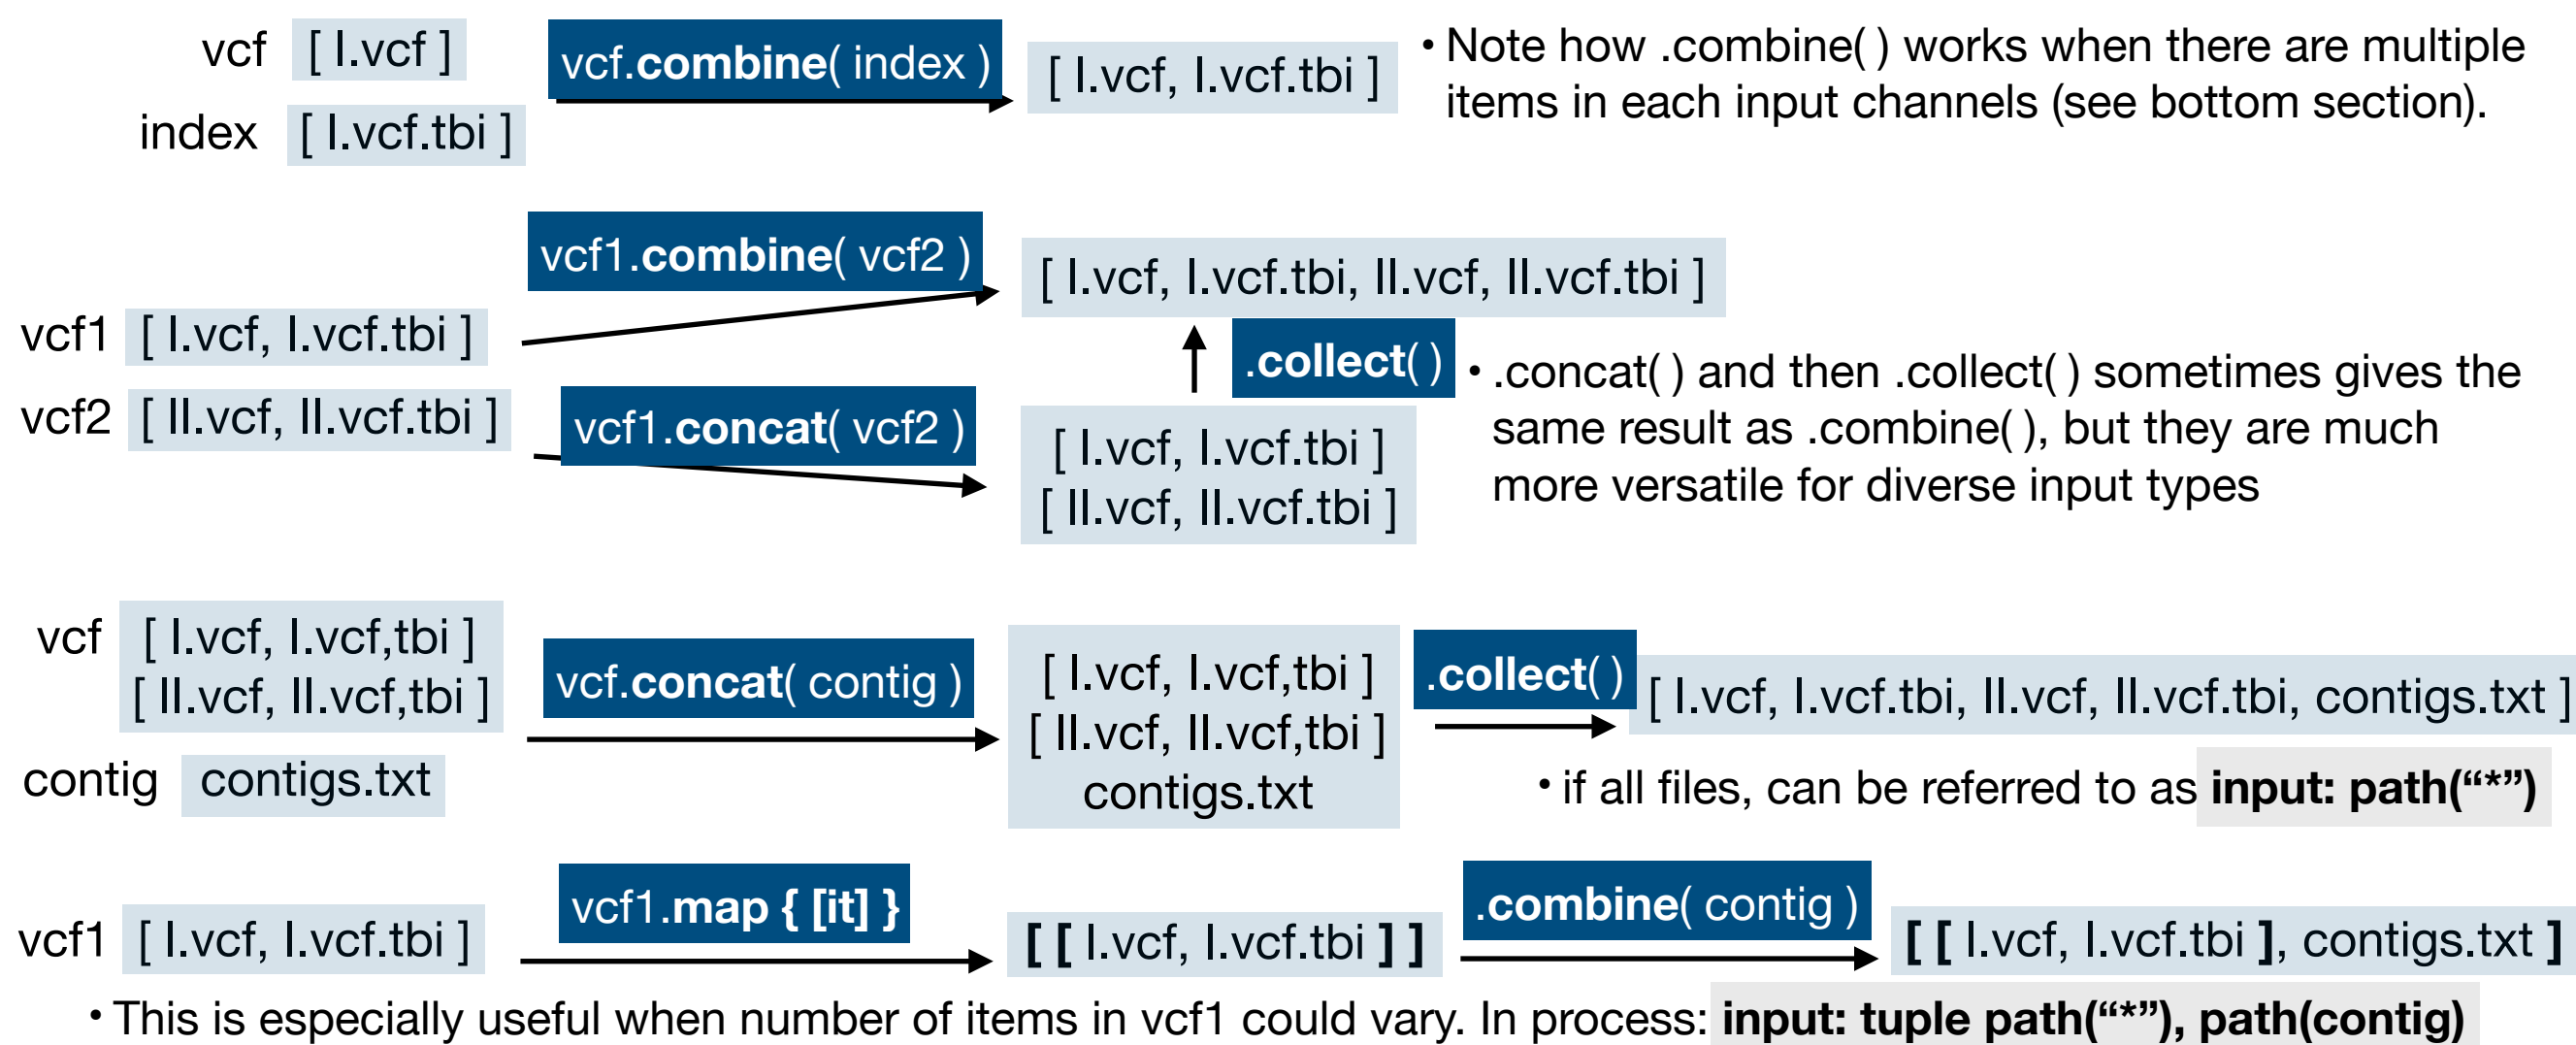 vcf [ I.vcf ]
index [ I.vcf.tbi ]
vcf.combine( index )
[ I.vcf, I.vcf.tbi ]
• Note how .combine( ) works when there are multiple
items in each input channels (see bottom section).
vcf1 [ I.vcf, I.vcf.tbi ]
vcf2 [ II.vcf, II.vcf.tbi ]
vcf1.combine( vcf2 )
[ I.vcf, I.vcf.tbi, II.vcf, II.vcf.tbi ]
vcf1.concat( vcf2 )
[ I.vcf, I.vcf.tbi ]
[ II.vcf, II.vcf.tbi ]
.collect( )
• .concat( ) and then .collect( ) sometimes gives the
same result as .combine( ), but they are much
more versatile for diverse input types
vcf [ I.vcf, I.vcf,tbi ]
[ II.vcf, II.vcf,tbi ]
contig contigs.txt
vcf.concat( contig )
[ I.vcf, I.vcf,tbi ]
[ II.vcf, II.vcf,tbi ]
contigs.txt
.collect( )
[ I.vcf, I.vcf.tbi, II.vcf, II.vcf.tbi, contigs.txt ]
• if all files, can be referred to as input: path(“*”)
vcf1 [ I.vcf, I.vcf.tbi ]
vcf1.map { [it] }
[ [ I.vcf, I.vcf.tbi ] ]
.combine( contig )
[ [ I.vcf, I.vcf.tbi ], contigs.txt ]
• This is especially useful when number of items in vcf1 could vary. In process: input: tuple path(“*”), path(contig)